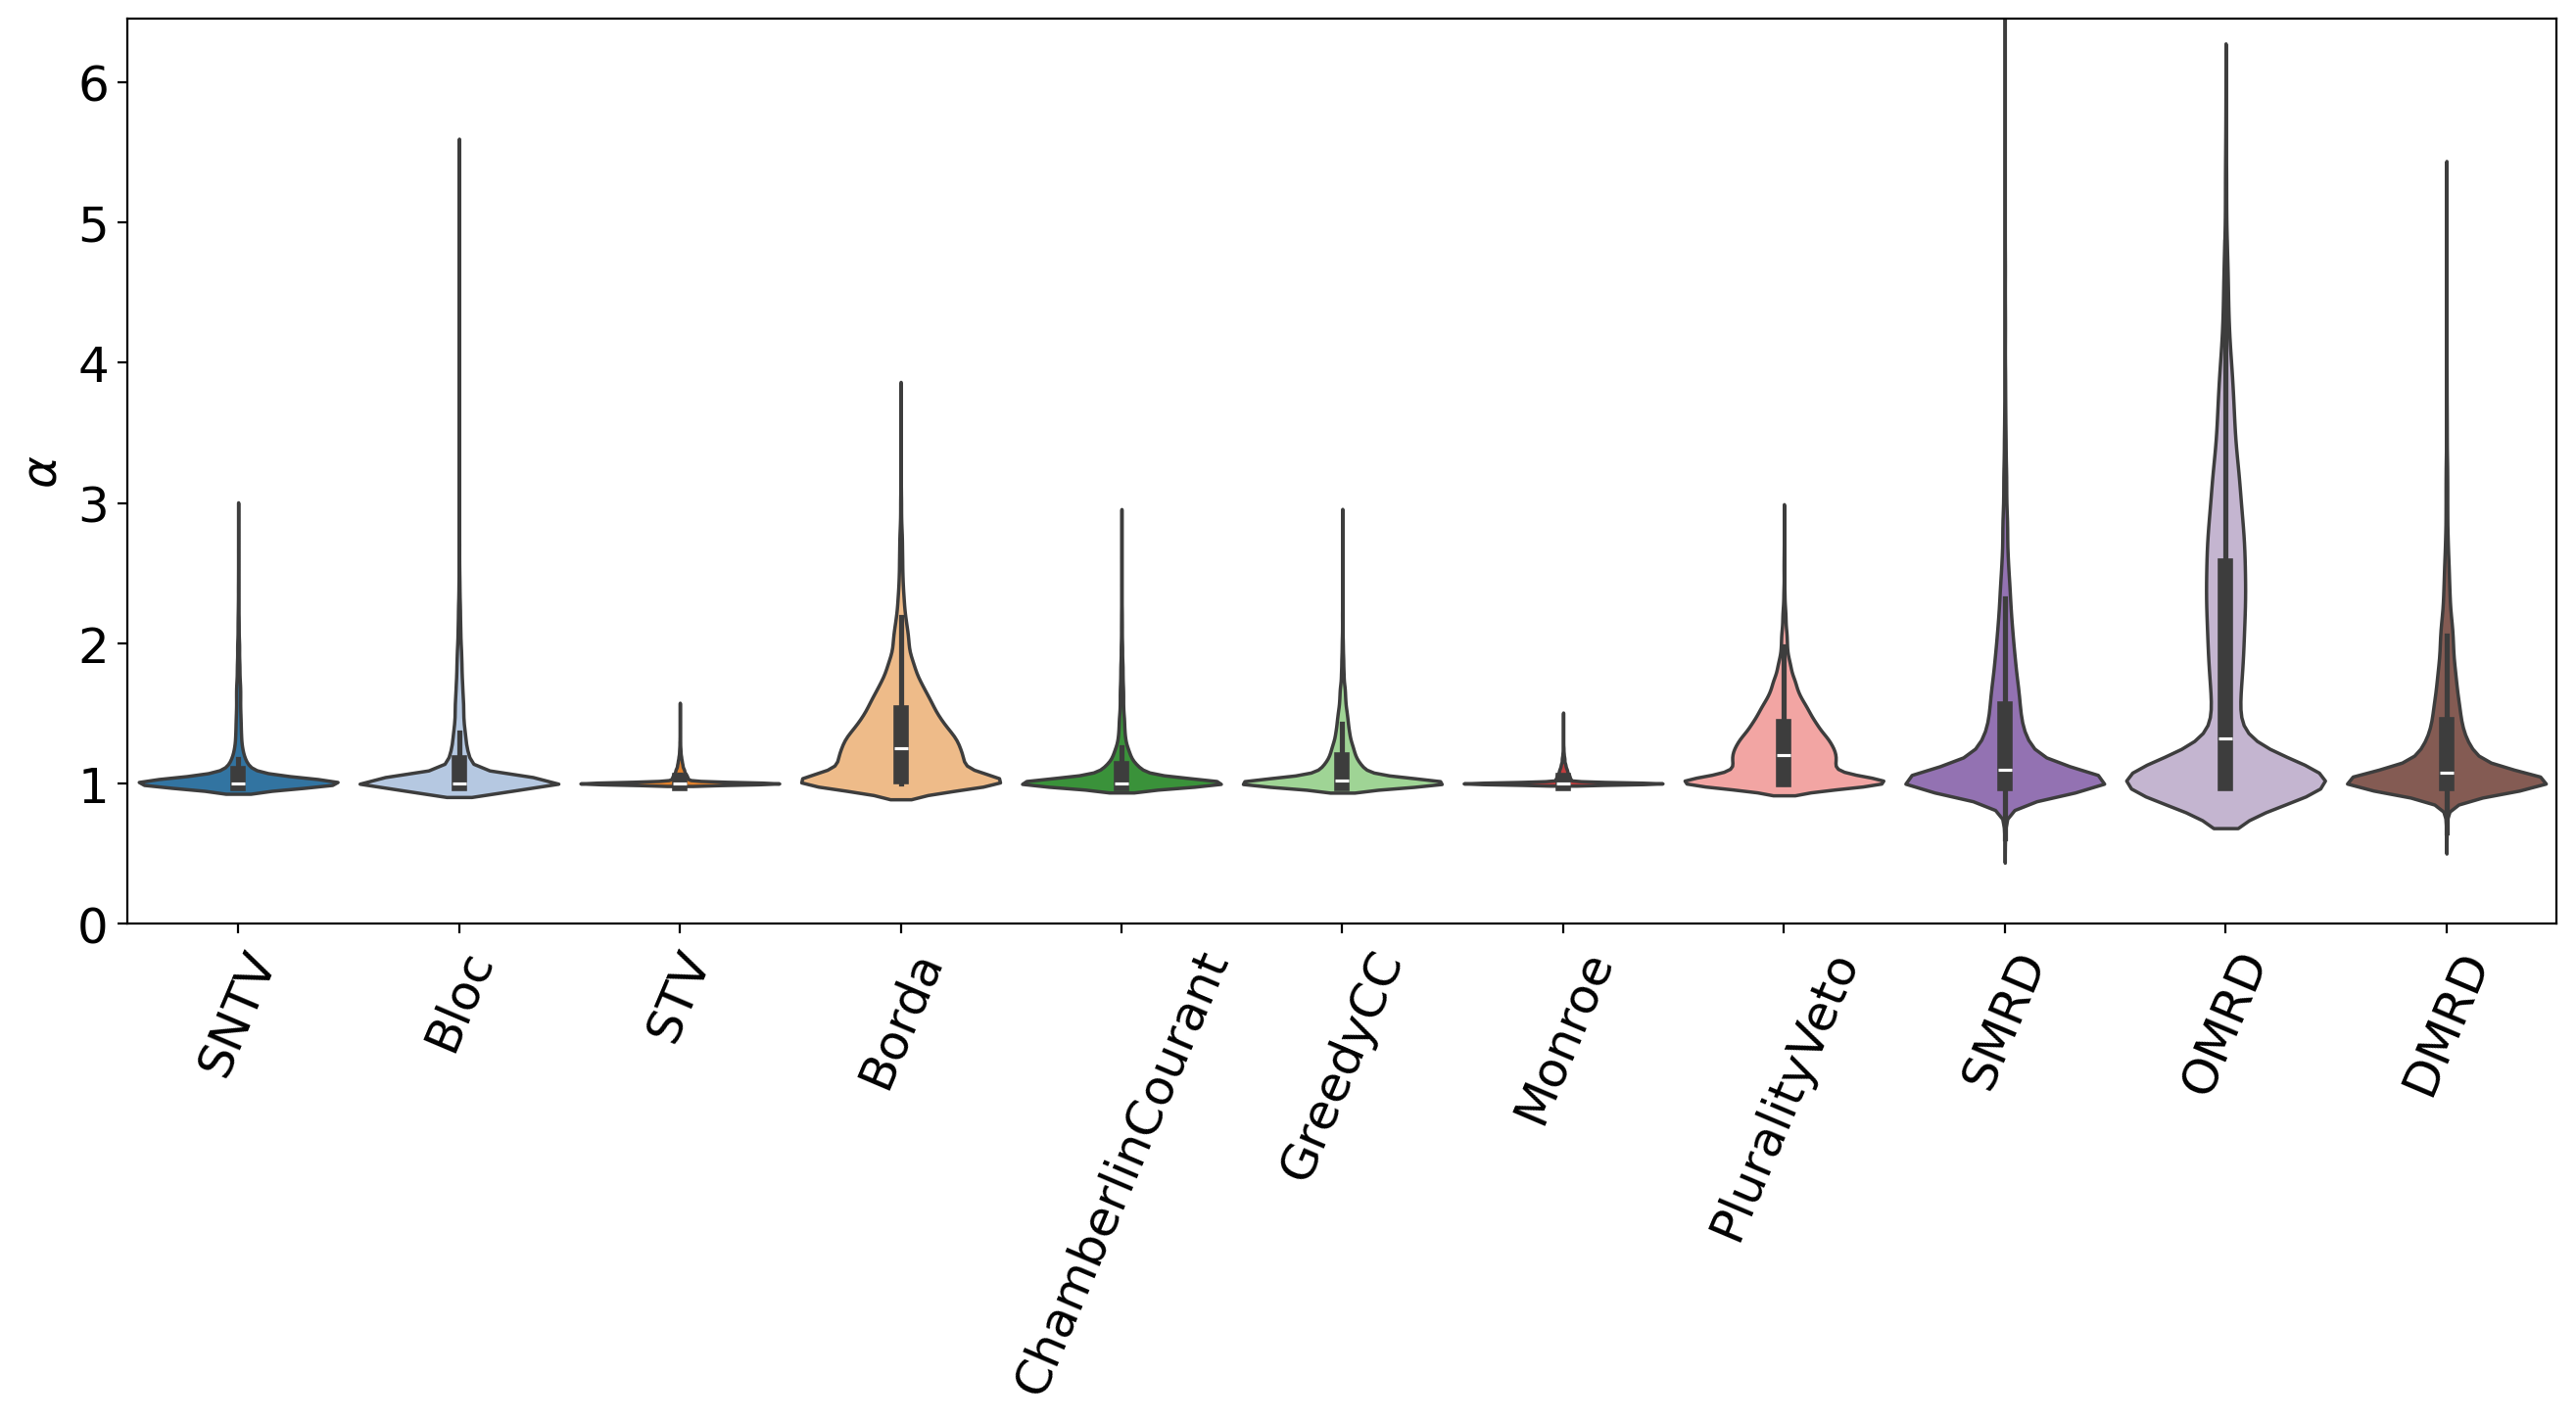 6
5
4
3
2
1
0
α
SNTV
Bloc
STV
Borda
ChamberlinCourant
GreedyCC
Monroe
PluralityVeto
SMRD
OMRD
DMRD